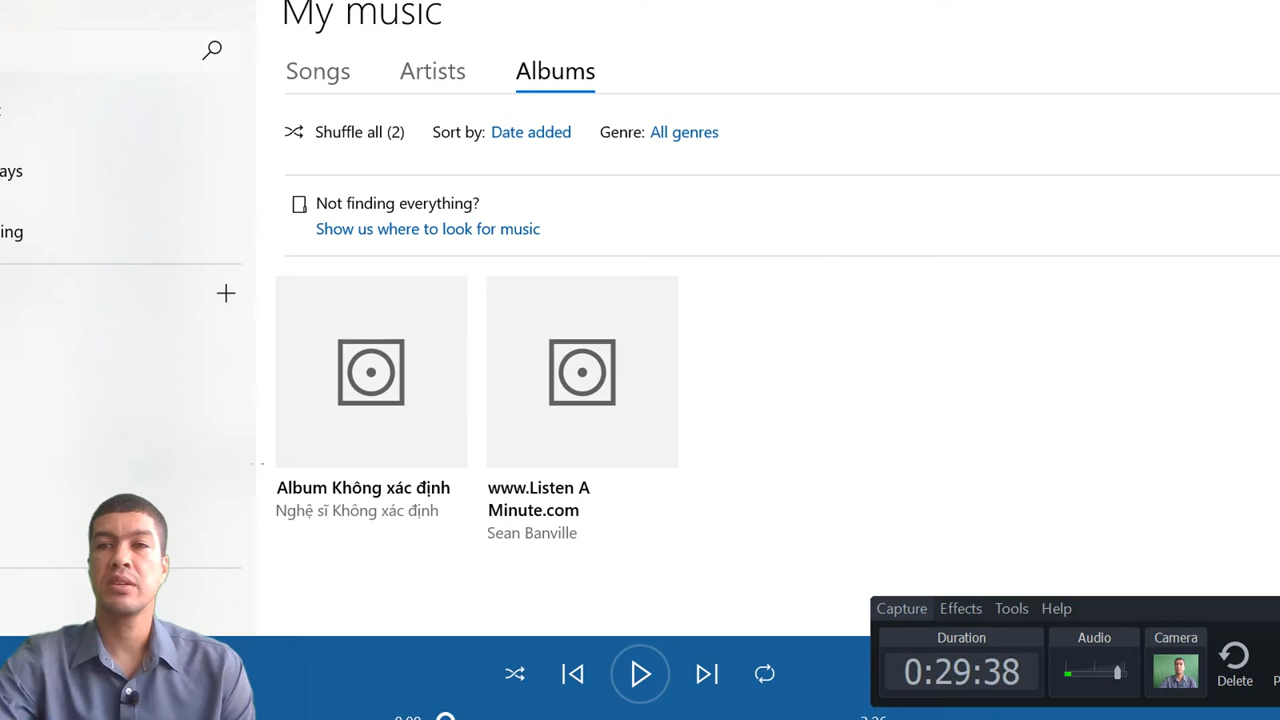 My music
Songs Artists Albums
Shuffle all (2) Sort by: Date added Genre: All genres
ays
Not finding everything?
Show us where to look for music
ing
Album Không xác định
Nghệ sĩ Không xác định
www.Listen A
Minute.com
Sean Banville
Capture Effects Tools Help
Duration Audio Camera
0:29:38
Delete